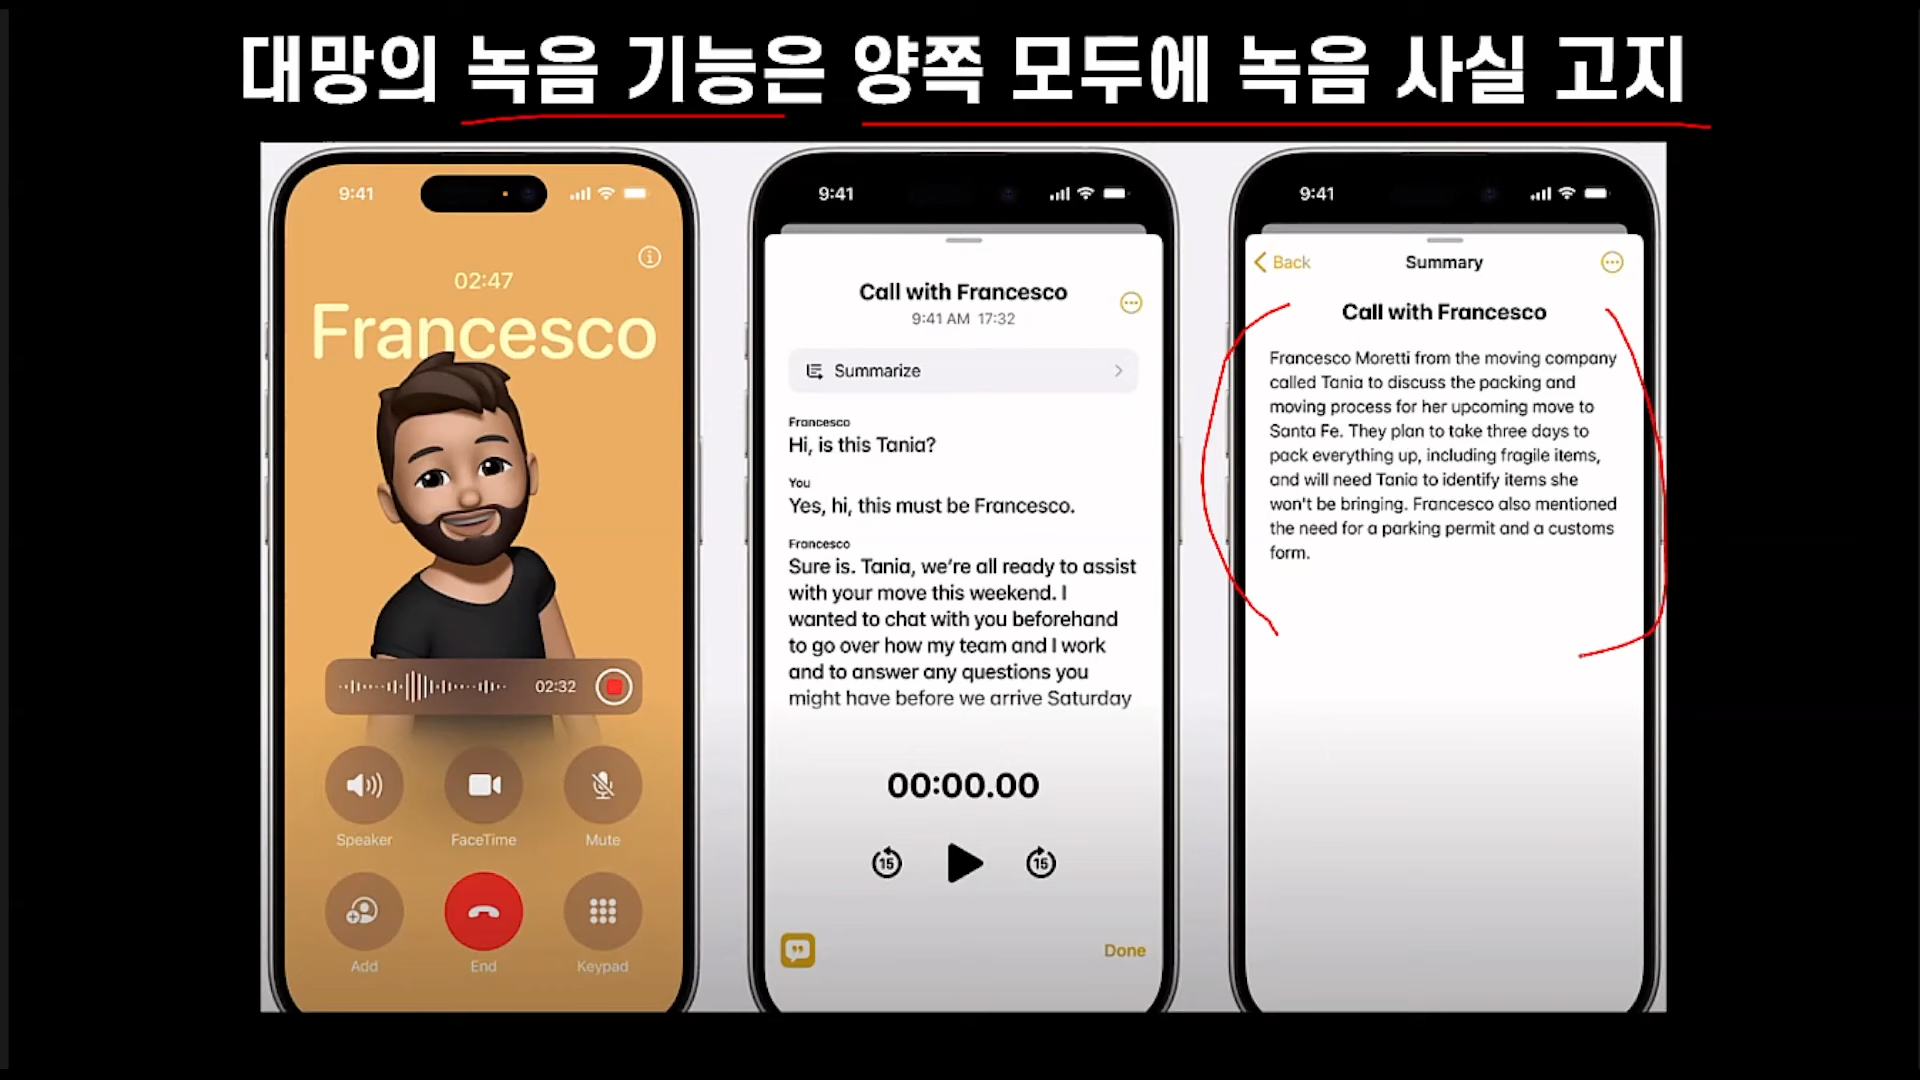 대망의 녹음 기능은 양쪽 모두에 녹음 사실 고지
9:41
02:47
Francesco
02:32
Speaker
FaceTime
Mute
Add
End
Keypad
9:41
Call with Francesco
9:41 AM 17:32
Summarize
Francesco
Hi, is this Tania?
You
Yes, hi, this must be Francesco.
Francesco
Sure is. Tania, we're all ready to assist
with your move this weekend. I
wanted to chat with you beforehand
to go over how my team and I work
and to answer any questions you
might have before we arrive Saturday
00:00.00
15
15
Done
9:41
Back
Summary
Call with Francesco
Francesco Moretti from the moving company
called Tania to discuss the packing and
moving process for her upcoming move to
Santa Fe. They plan to take three days to
pack everything up, including fragile items,
and will need Tania to identify items she
won't be bringing. Francesco also mentioned
the need for a parking permit and a customs
form.